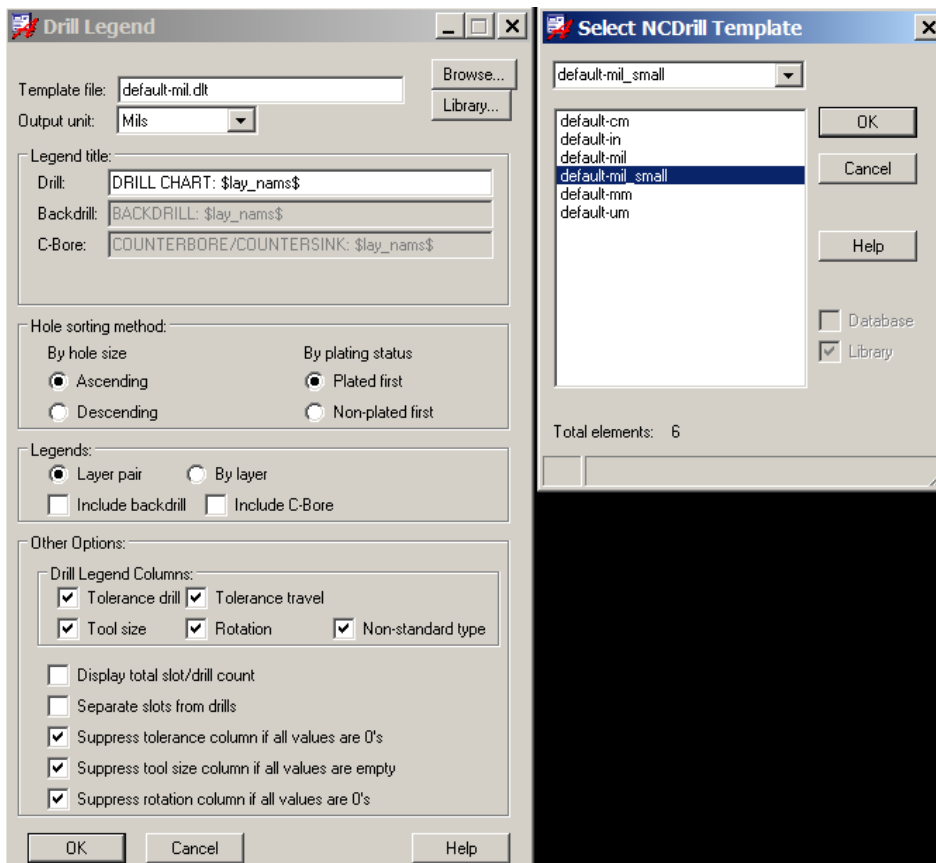 Drill Legend
Template file: default-mil.dlt Browse...
Library...
Output unit: Mils
Legend title:
Drill: DRILL CHART: $lay_nams$
Backdrill: BACKDRILL: $lay_nams$
C-Bore: COUNTERBORE/COUNTERSINK: $lay_nams$
Hole sorting method:
By hole size By plating status
Ascending Plated first
Descending Non-plated first
Legends:
Layer pair By layer
Include backdrill Include C-Bore
Other Options:
Drill Legend Columns:
Tolerance drill Tolerance travel
Tool size Rotation Non-standard type
Display total slot/drill count
Separate slots from drills
Suppress tolerance column if all values are 0's
Suppress tool size column if all values are empty
Suppress rotation column if all values are 0's
OK Cancel Help
Select NCDrill Template
default-mil_small
default-cm
default-in
default-mil
default-mil_small
default-mm
default-um
OK
Cancel
Help
Database
Library
Total elements: 6